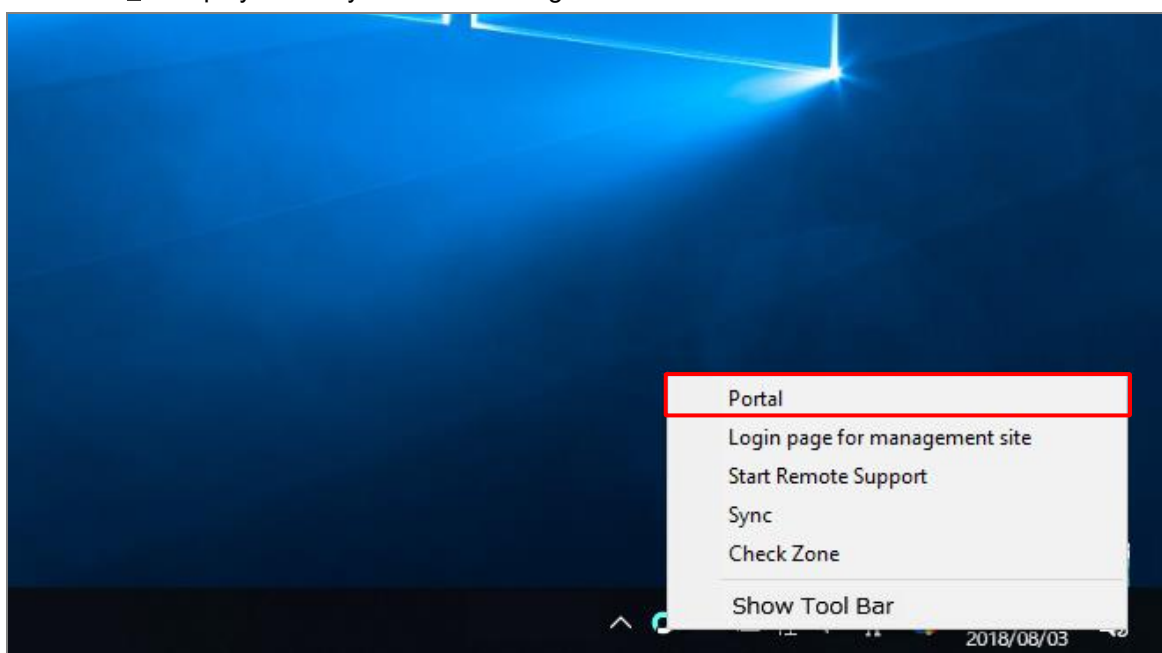 Portal
Login page for management site
Start Remote Support
Sync
Check Zone
Show Tool Bar
2018/08/03